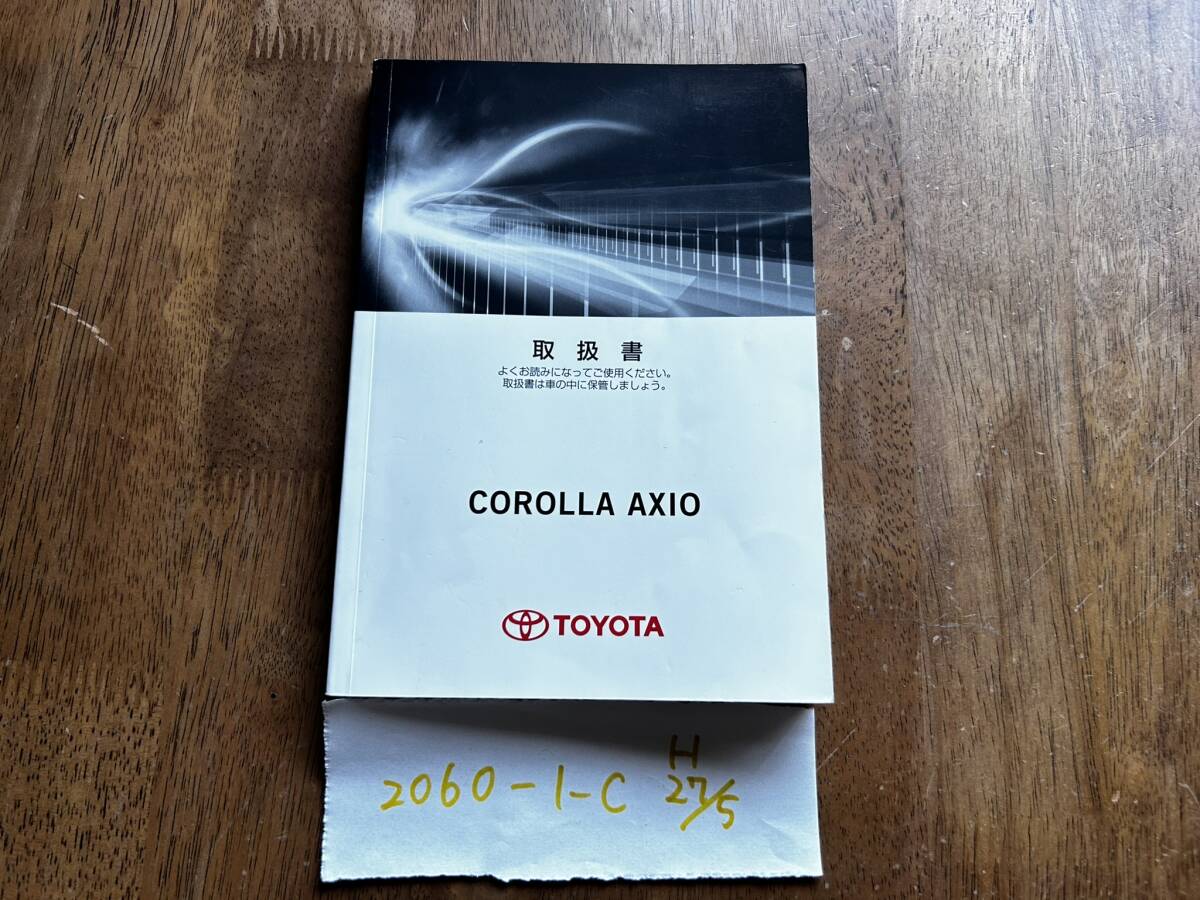 取扱書
よくお読みになってご使用ください。
取扱書は車の中に保管しましょう。
COROLLA AXIO
TOYOTA
H
2060-1-C 27/5